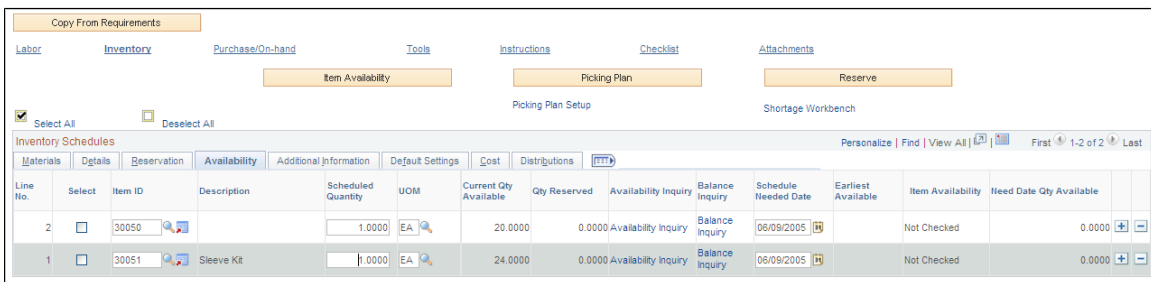 Copy From Requirements
Labor Inventory Purchase/On-hand Tools Instructions Checklist Attachments
Item Availability Picking Plan Reserve
Picking Plan Setup Shortage Workbench
Select All Deselect All
Inventory Schedules Personalize | Find | View All | First 1-2 of 2 Last
Materials Details Reservation Availability Additional Information Default Settings Cost Distributions
Line No. Select Item ID Description Scheduled Quantity UOM Current Qty Available Qty Reserved Availability Inquiry Balance Inquiry Schedule Needed Date Earliest Available Item Availability Need Date Qty Available
2 30050 1.0000 EA 20.0000 0.0000 Availability Inquiry Balance Inquiry 06/09/2005 Not Checked 0.0000
1 30051 Sleeve Kit 1.0000 EA 24.0000 0.0000 Availability Inquiry Balance Inquiry 06/09/2005 Not Checked 0.0000